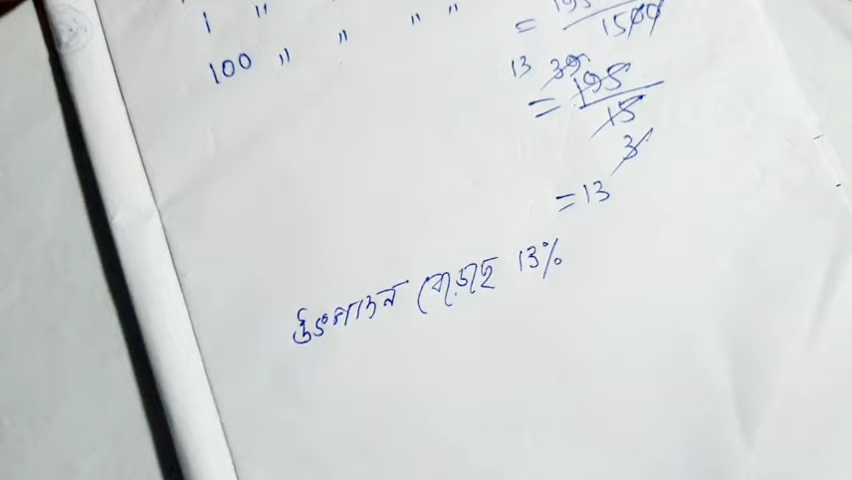 1 " " " "
= 195/1500
100 " "
13 39
= 195/15
3
= 13
উৎপাদন বেড়েছে 13%